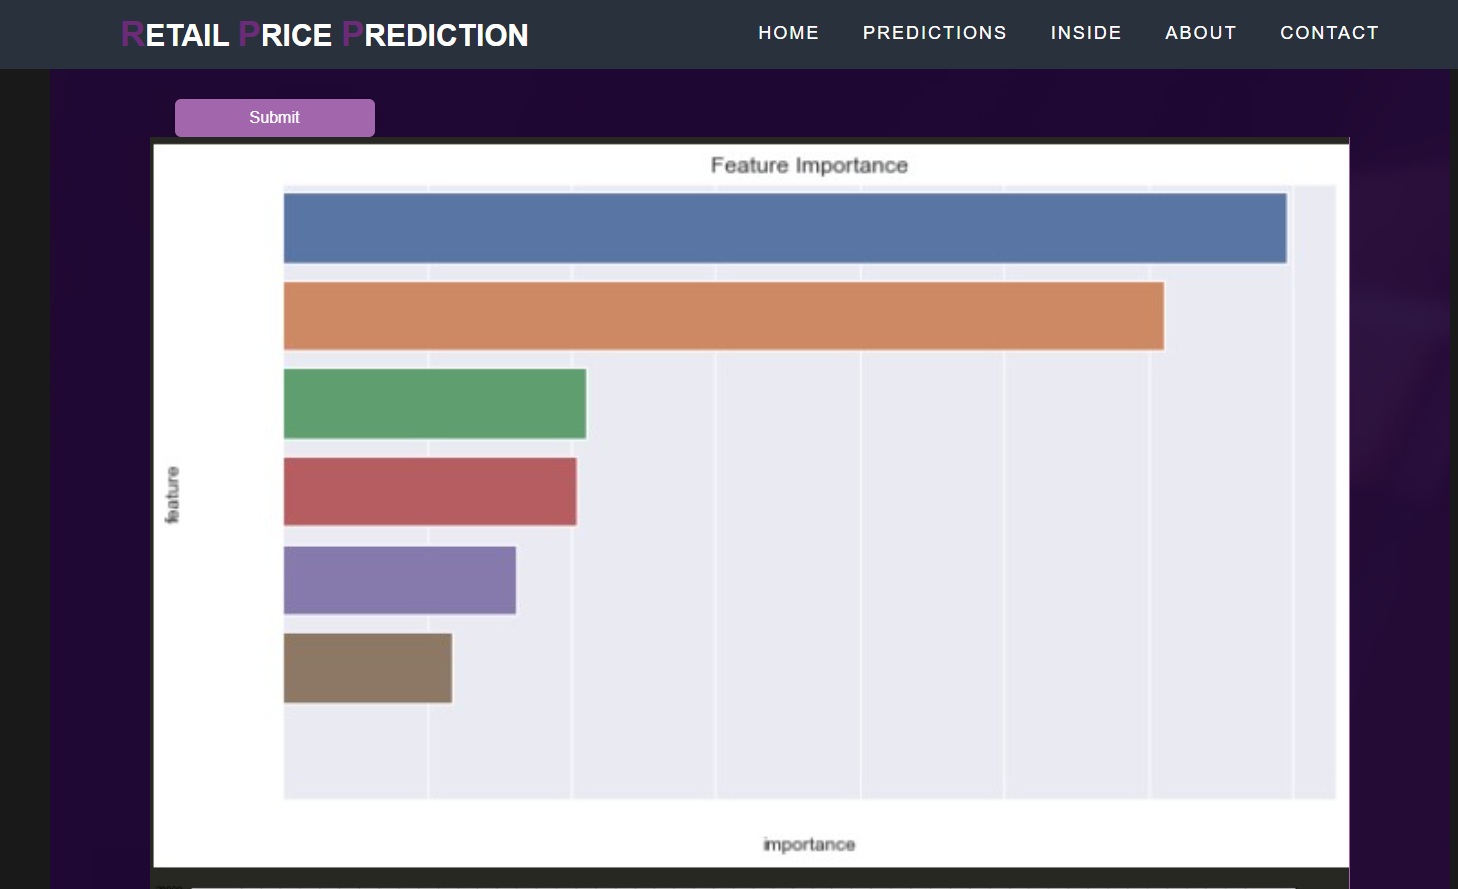 RETAIL PRICE PREDICTION
HOME PREDICTIONS INSIDE ABOUT CONTACT
Submit
Feature Importance
feature
importance